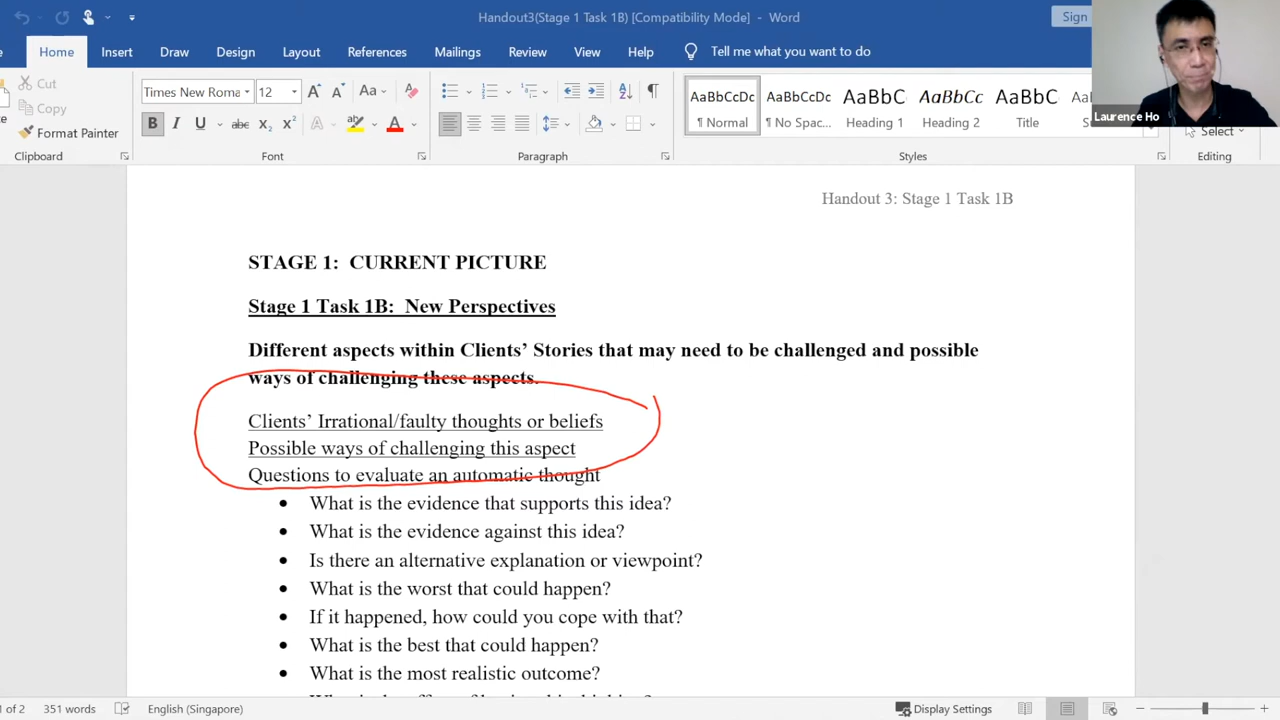 Handout3(Stage 1 Task 1B) [Compatibility Mode] - Word
Sign
Home Insert Draw Design Layout References Mailings Review View Help Tell me what you want to do
Cut
Copy
Format Painter
Clipboard
Times New Roma 12 Aa
B I U abc x₂ x² A A
Font
Paragraph
AaBbCcDc AaBbCcDc AaBbC AaBbCc AaBbC
¶ Normal ¶ No Spac... Heading 1 Heading 2 Title
Styles
Laurence Ho
Select
Editing
Handout 3: Stage 1 Task 1B
STAGE 1: CURRENT PICTURE
Stage 1 Task 1B: New Perspectives
Different aspects within Clients’ Stories that may need to be challenged and possible
ways of challenging these aspects.
Clients’ Irrational/faulty thoughts or beliefs
Possible ways of challenging this aspect
Questions to evaluate an automatic thought
• What is the evidence that supports this idea?
• What is the evidence against this idea?
• Is there an alternative explanation or viewpoint?
• What is the worst that could happen?
• If it happened, how could you cope with that?
• What is the best that could happen?
• What is the most realistic outcome?
of 2 351 words English (Singapore) Display Settings